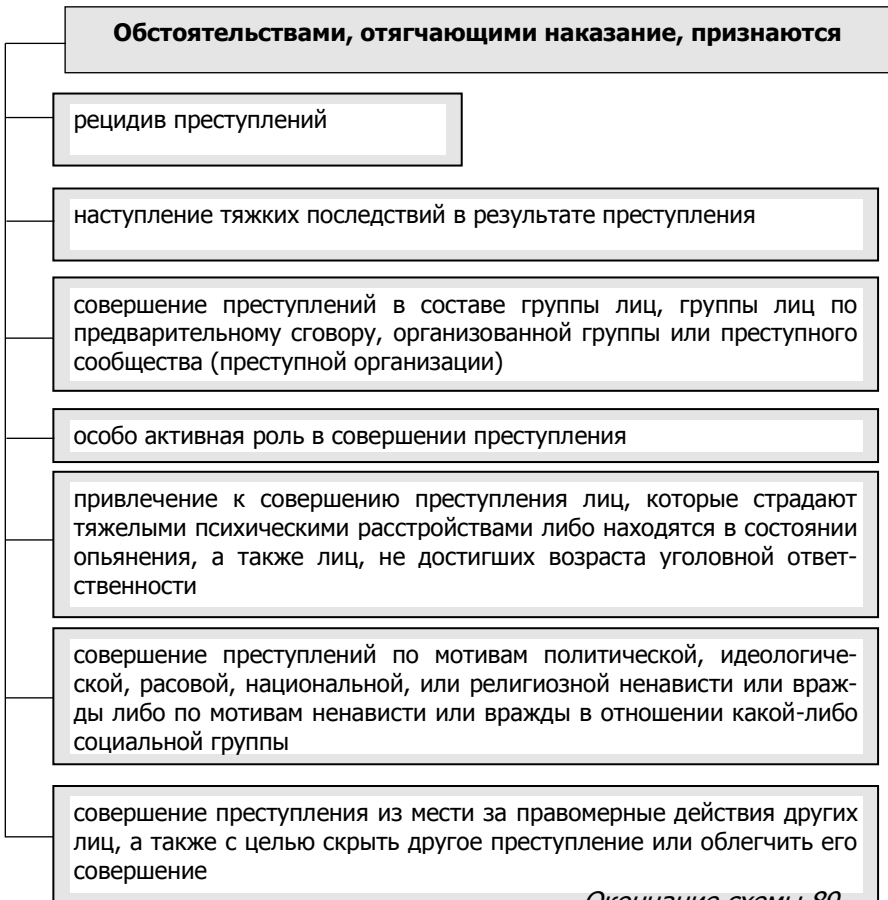 Обстоятельствами, отягчающими наказание, признаются
рецидив преступлений
наступление тяжких последствий в результате преступления
совершение преступлений в составе группы лиц, группы лиц по
предварительному сговору, организованной группы или преступного
сообщества (преступной организации)
особо активная роль в совершении преступления
привлечение к совершению преступления лиц, которые страдают
тяжелыми психическими расстройствами либо находятся в состоянии
опьянения, а также лиц, не достигших возраста уголовной ответ-
ственности
совершение преступлений по мотивам политической, идеологиче-
ской, расовой, национальной, или религиозной ненависти или враж-
ды либо по мотивам ненависти или вражды в отношении какой-либо
социальной группы
совершение преступления из мести за правомерные действия других
лиц, а также с целью скрыть другое преступление или облегчить его
совершение
Окончание схемы 80